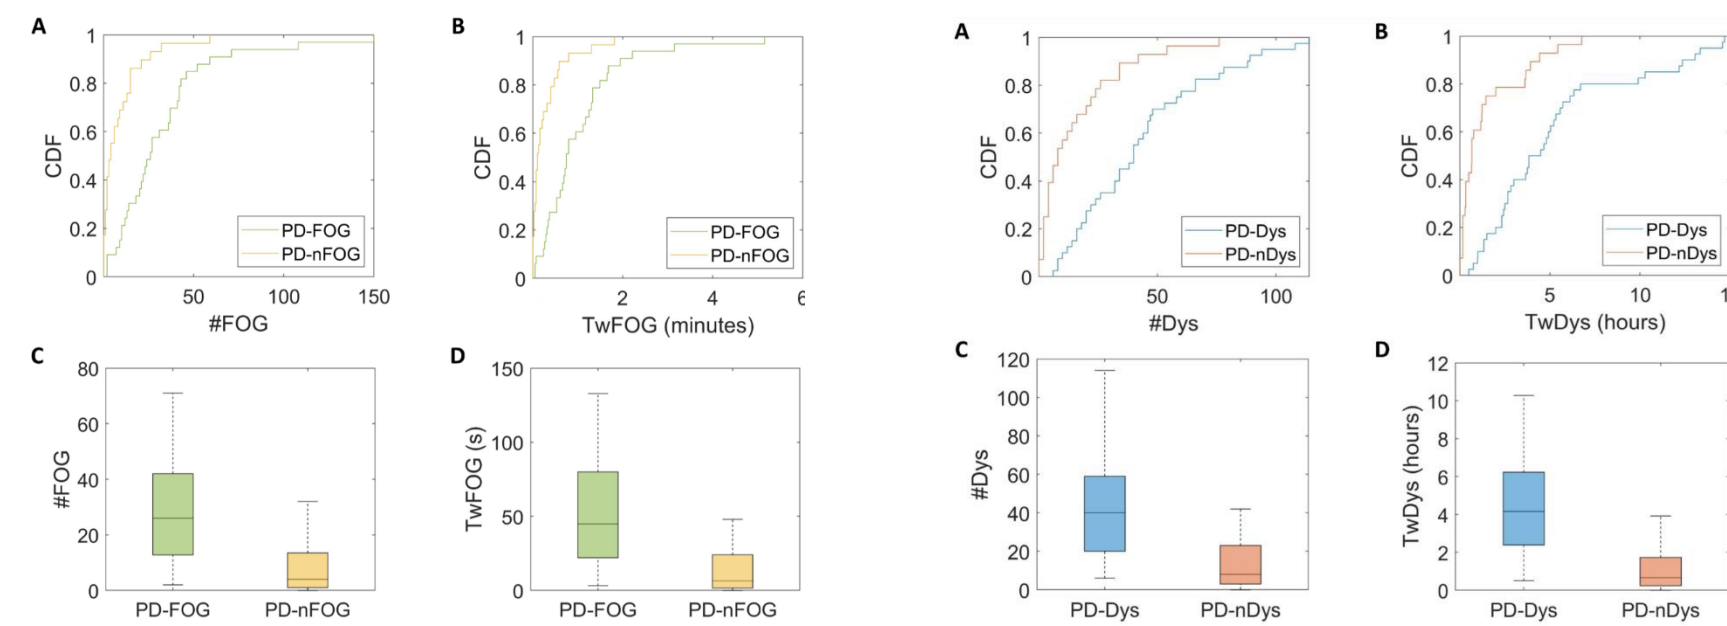 A
1
0.8
0.6
0.4
0.2
0
CDF
PD-FOG
PD-nFOG
50 100 150
#FOG
B
1
0.8
0.6
0.4
0.2
0
CDF
PD-FOG
PD-nFOG
2 4 6
TwFOG (minutes)
C
80
60
40
20
0
#FOG
PD-FOG PD-nFOG
D
150
100
50
0
TwFOG (s)
PD-FOG PD-nFOG
A
1
0.8
0.6
0.4
0.2
0
CDF
PD-Dys
PD-nDys
50 100
#Dys
B
1
0.8
0.6
0.4
0.2
0
CDF
PD-Dys
PD-nDys
5 10 1
TwDys (hours)
C
120
100
80
60
40
20
0
#Dys
PD-Dys PD-nDys
D
12
10
8
6
4
2
0
TwDys (hours)
PD-Dys PD-nDys